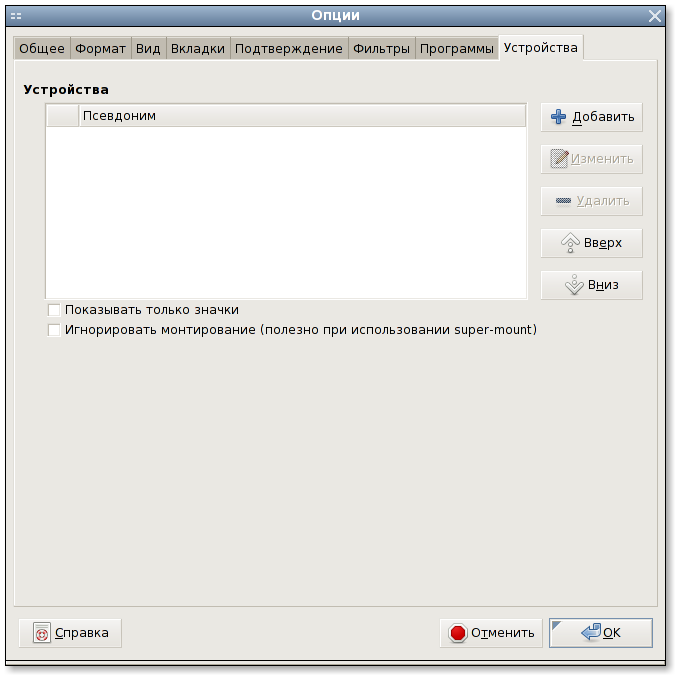 Опции
Общее Формат Вид Вкладки Подтверждение Фильтры Программы Устройства
Устройства
Псевдоним
Добавить
Изменить
Удалить
Вверх
Вниз
Показывать только значки
Игнорировать монтирование (полезно при использовании super-mount)
Справка Отменить OK